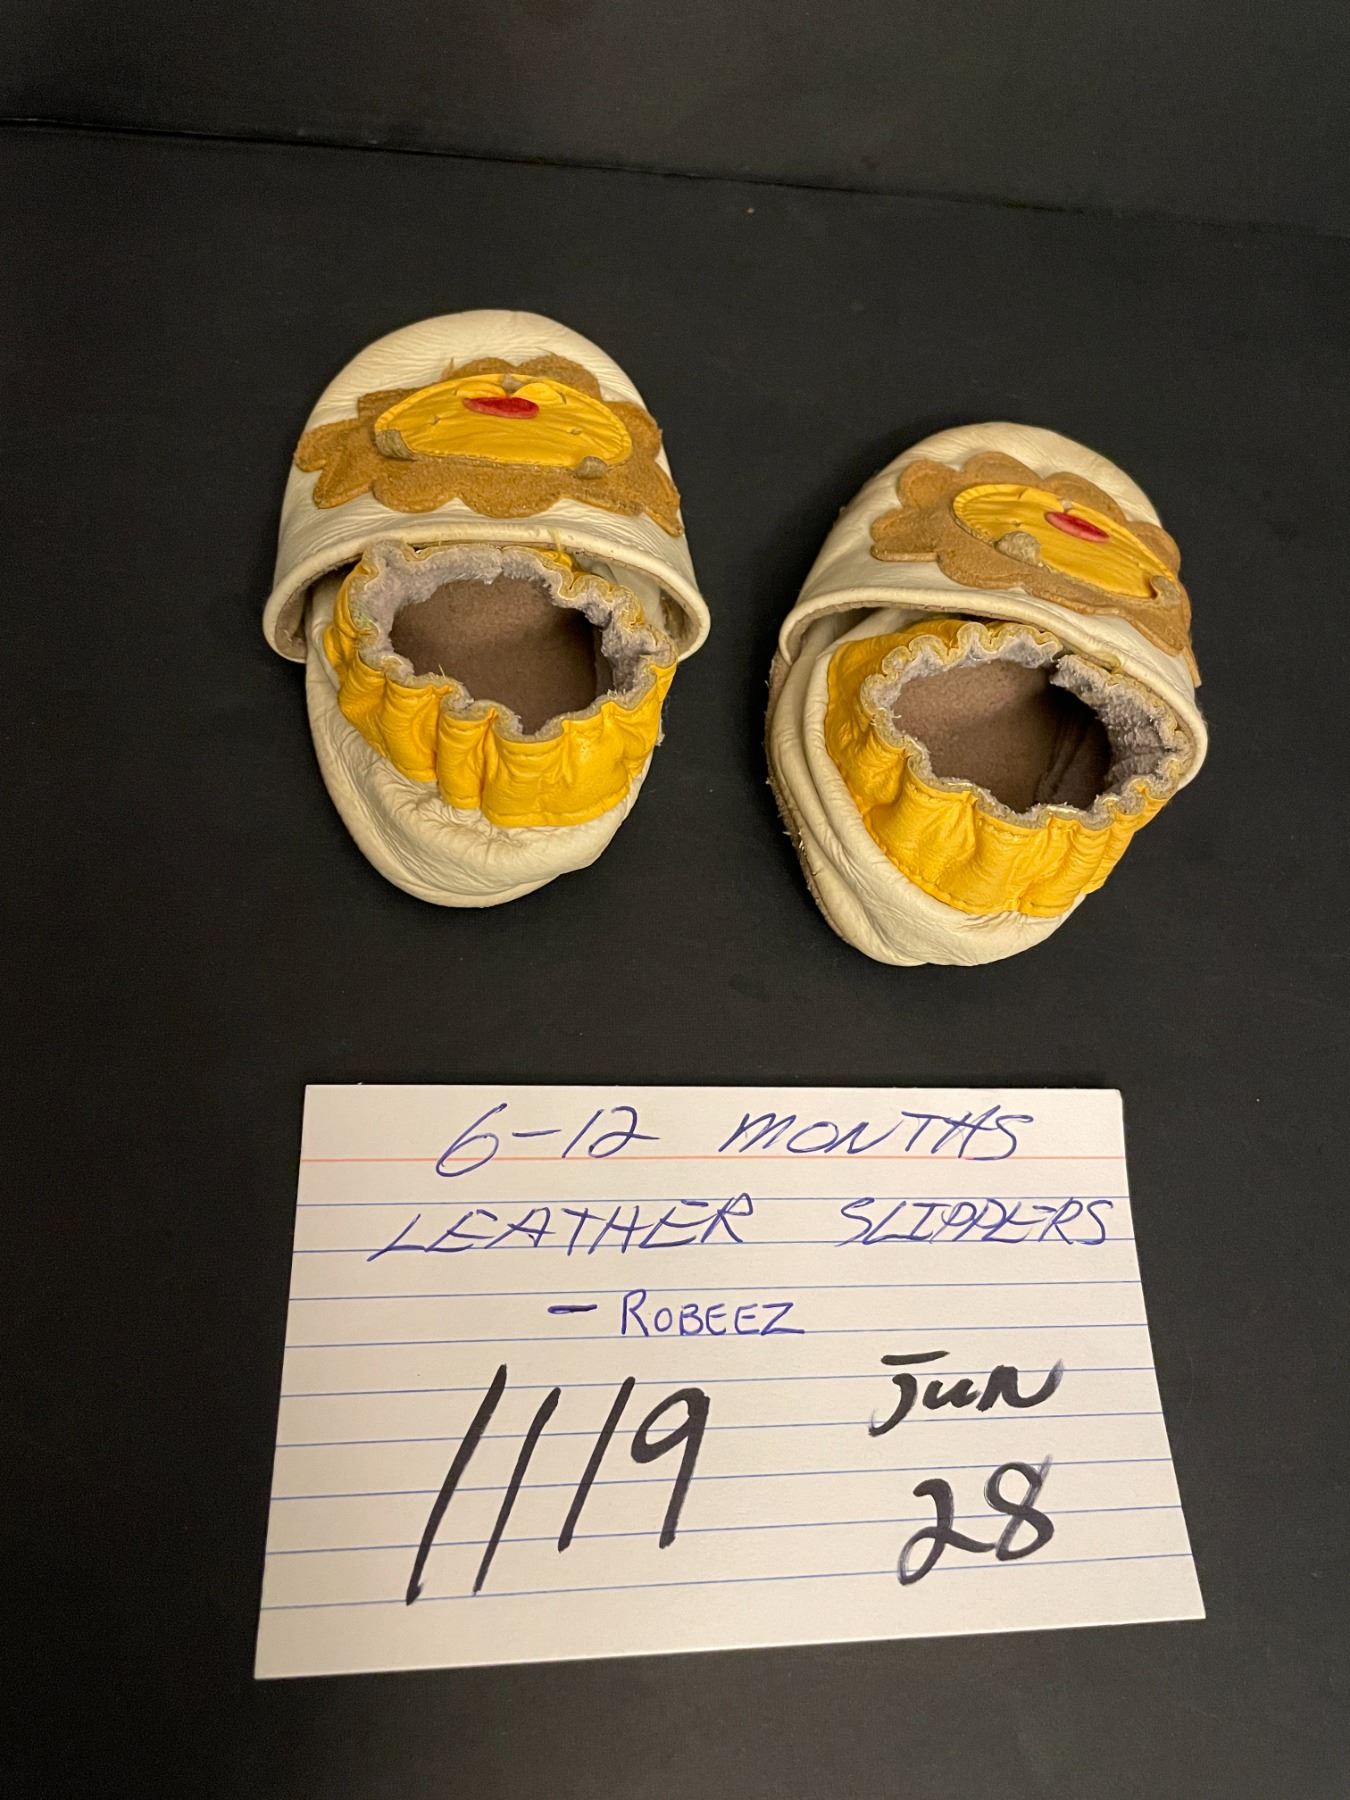 6-12 MONTHS
LEATHER SLIPPERS
- ROBEEZ
1119 Jun
28